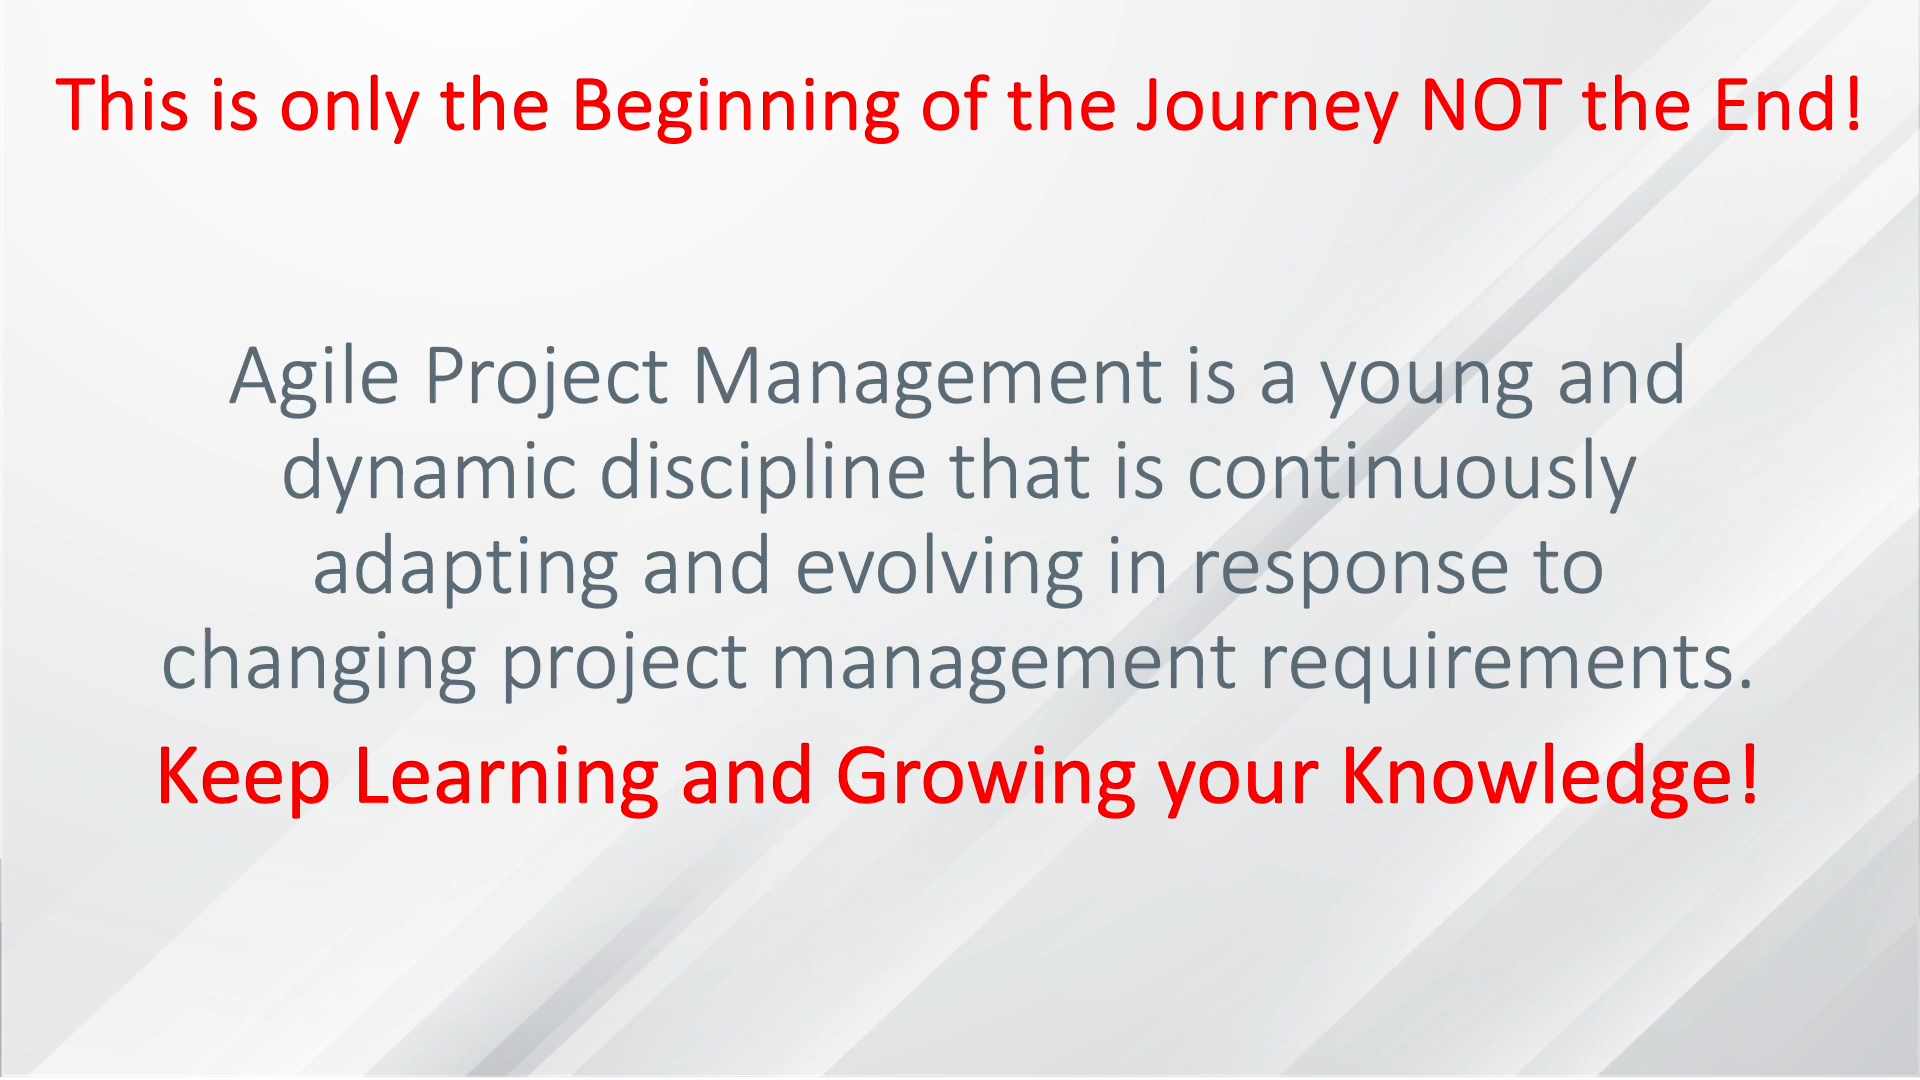 This is only the Beginning of the Journey NOT the End!
Agile Project Management is a young and
dynamic discipline that is continuously
adapting and evolving in response to
changing project management requirements.
Keep Learning and Growing your Knowledge!